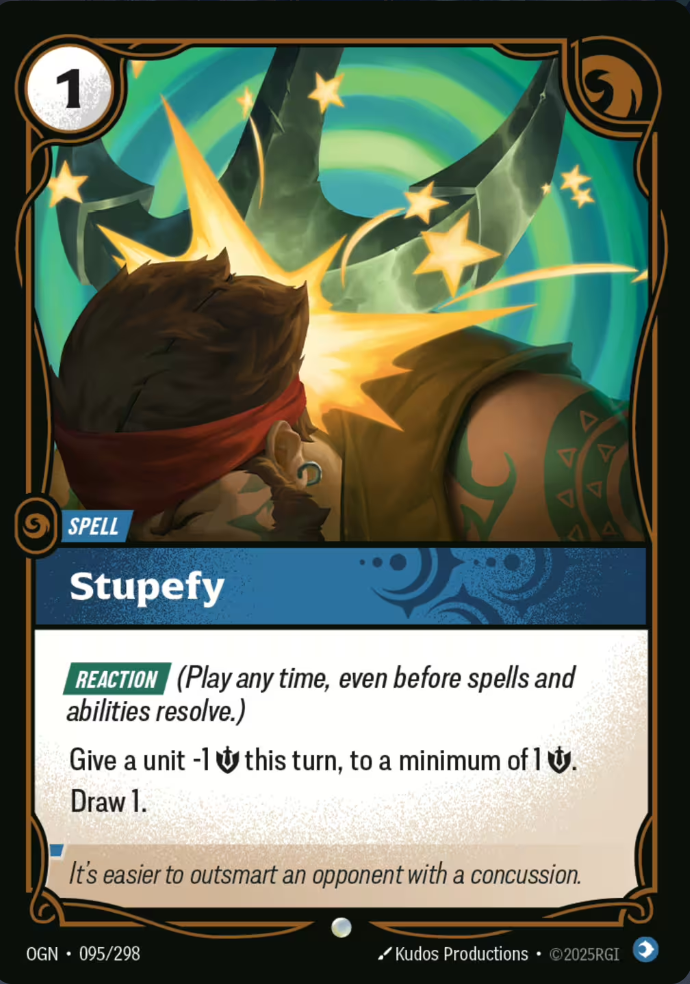 1
SPELL
Stupefy
REACTION (Play any time, even before spells and
abilities resolve.)
Give a unit -1 this turn, to a minimum of 1.
Draw 1.
It's easier to outsmart an opponent with a concussion.
OGN • 095/298
Kudos Productions • ©2025RGI